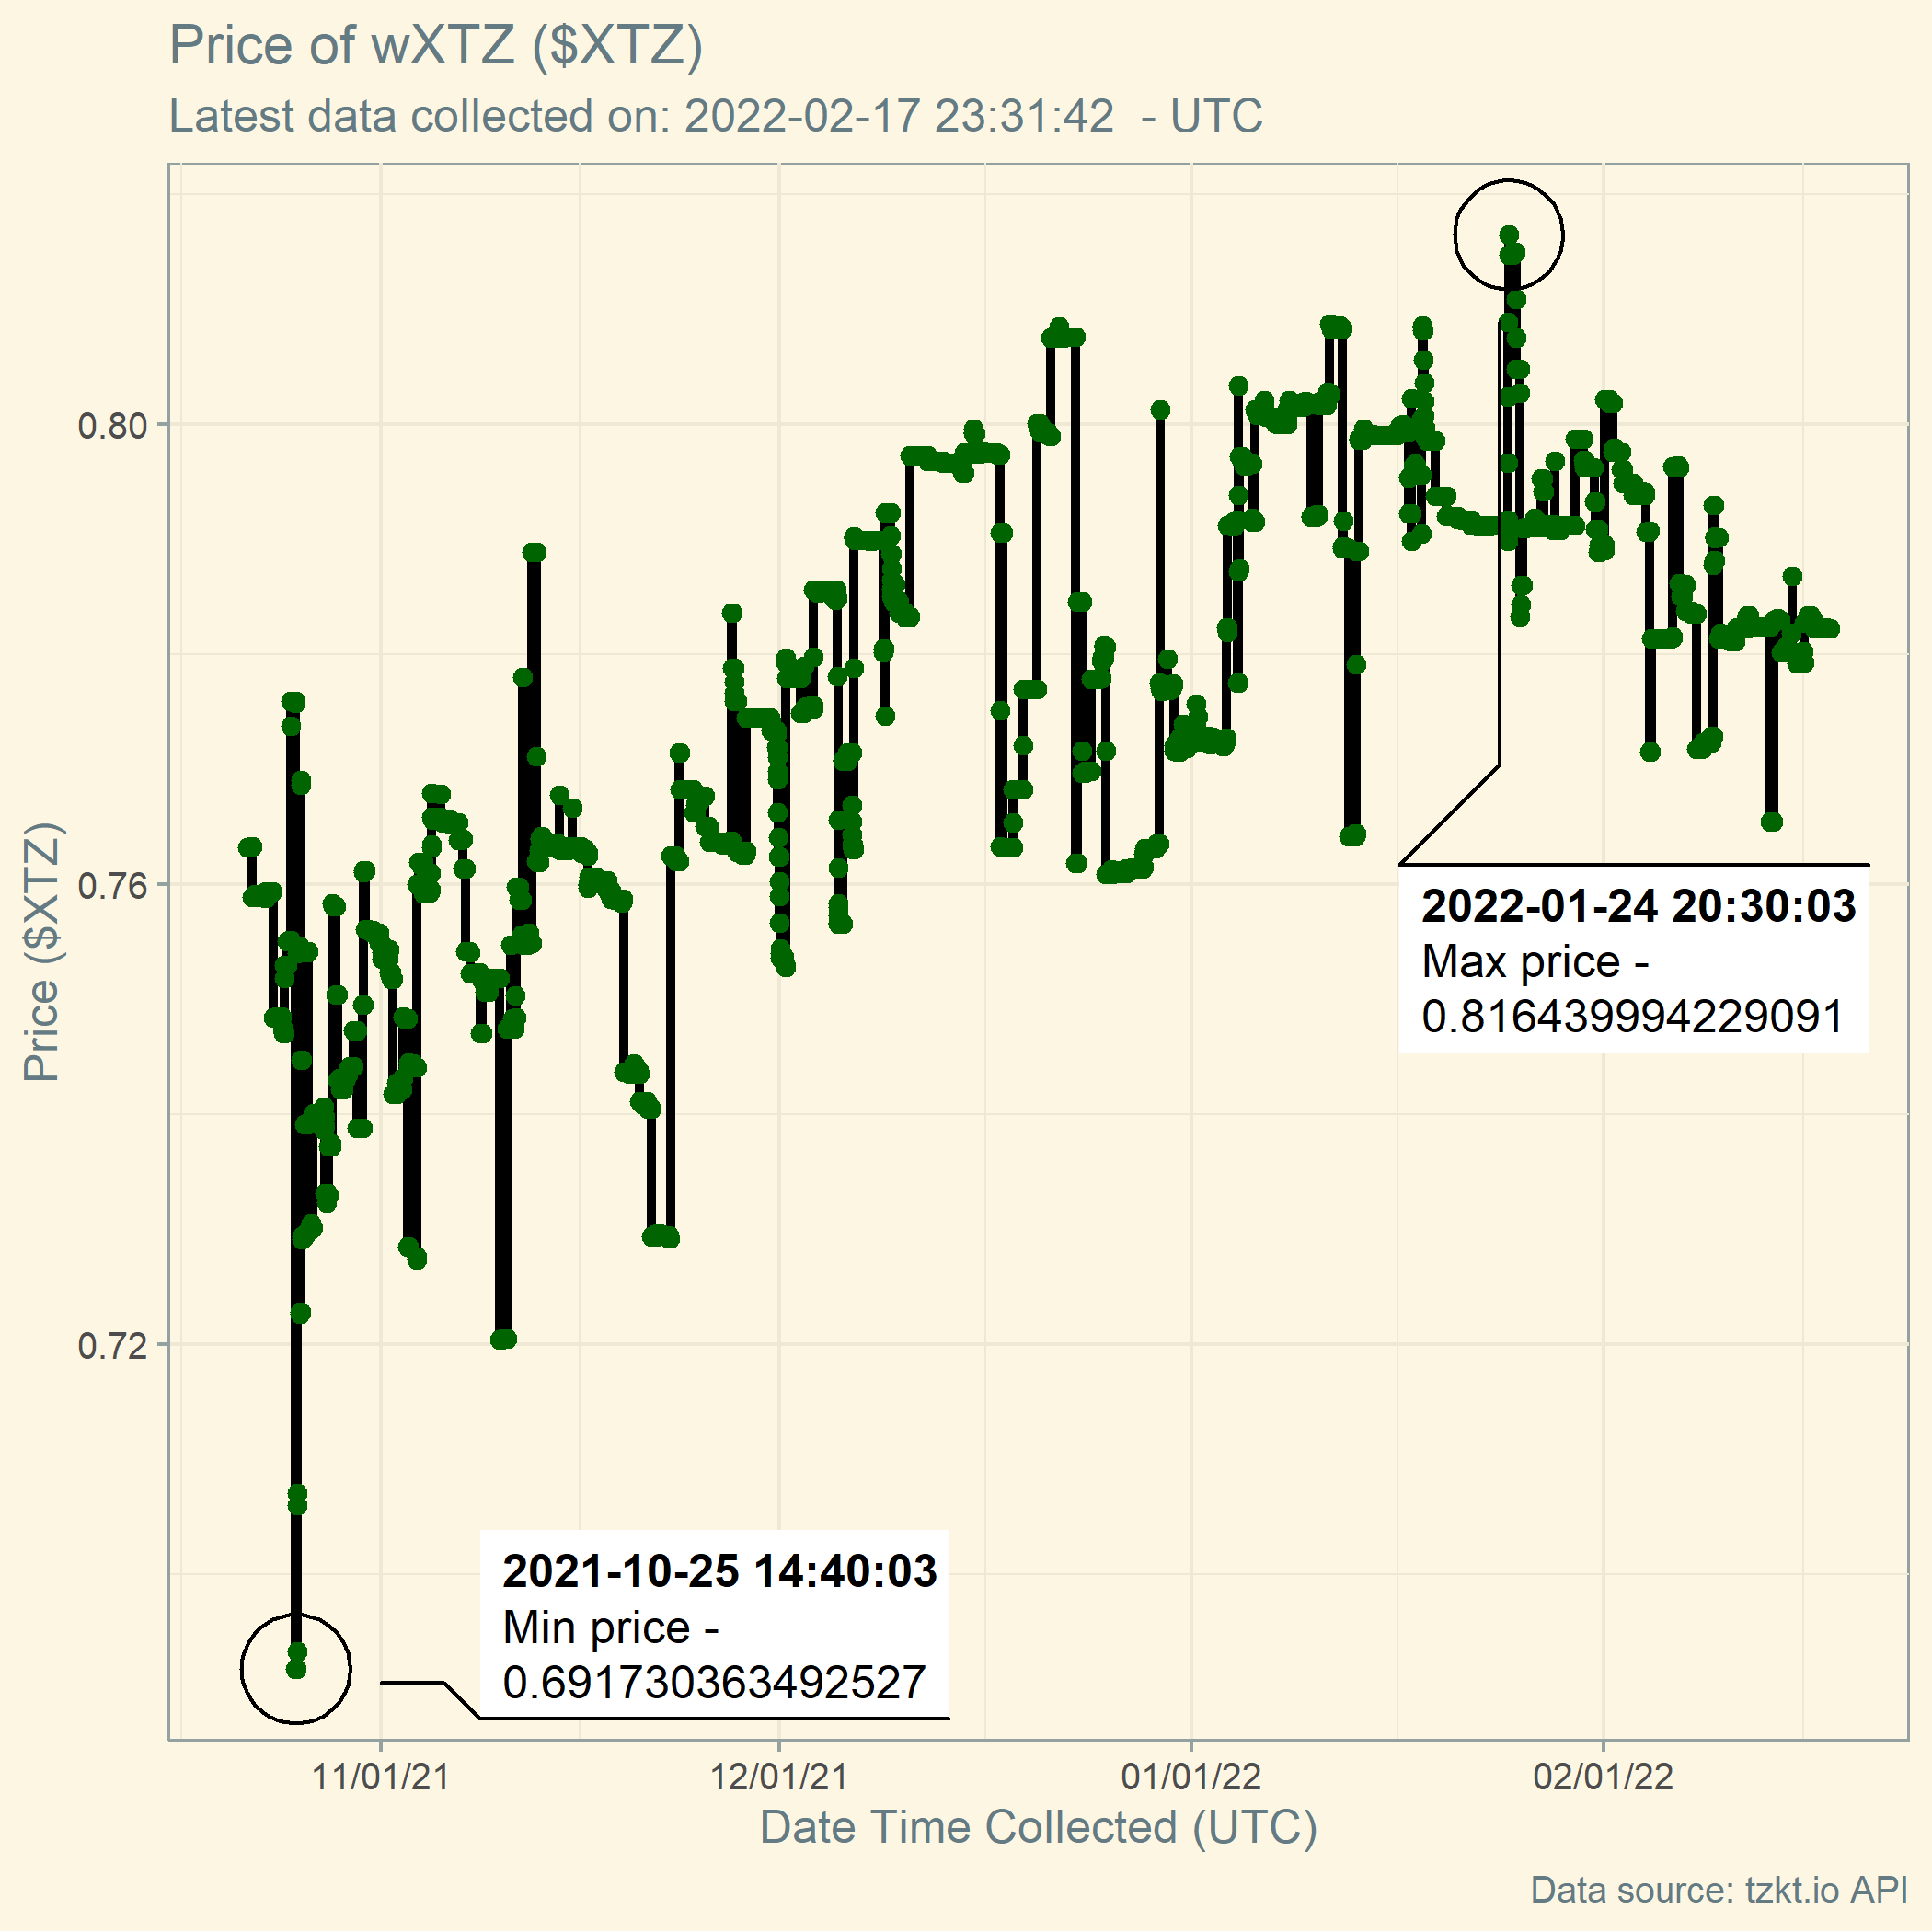 Price of wXTZ ($XTZ)
Latest data collected on: 2022-02-17 23:31:42  - UTC
Price ($XTZ)
0.80
0.76
0.72
2022-01-24 20:30:03
Max price -
0.816439994229091
2021-10-25 14:40:03
Min price -
0.691730363492527
11/01/21
12/01/21
01/01/22
02/01/22
Date Time Collected (UTC)
Data source: tzkt.io API